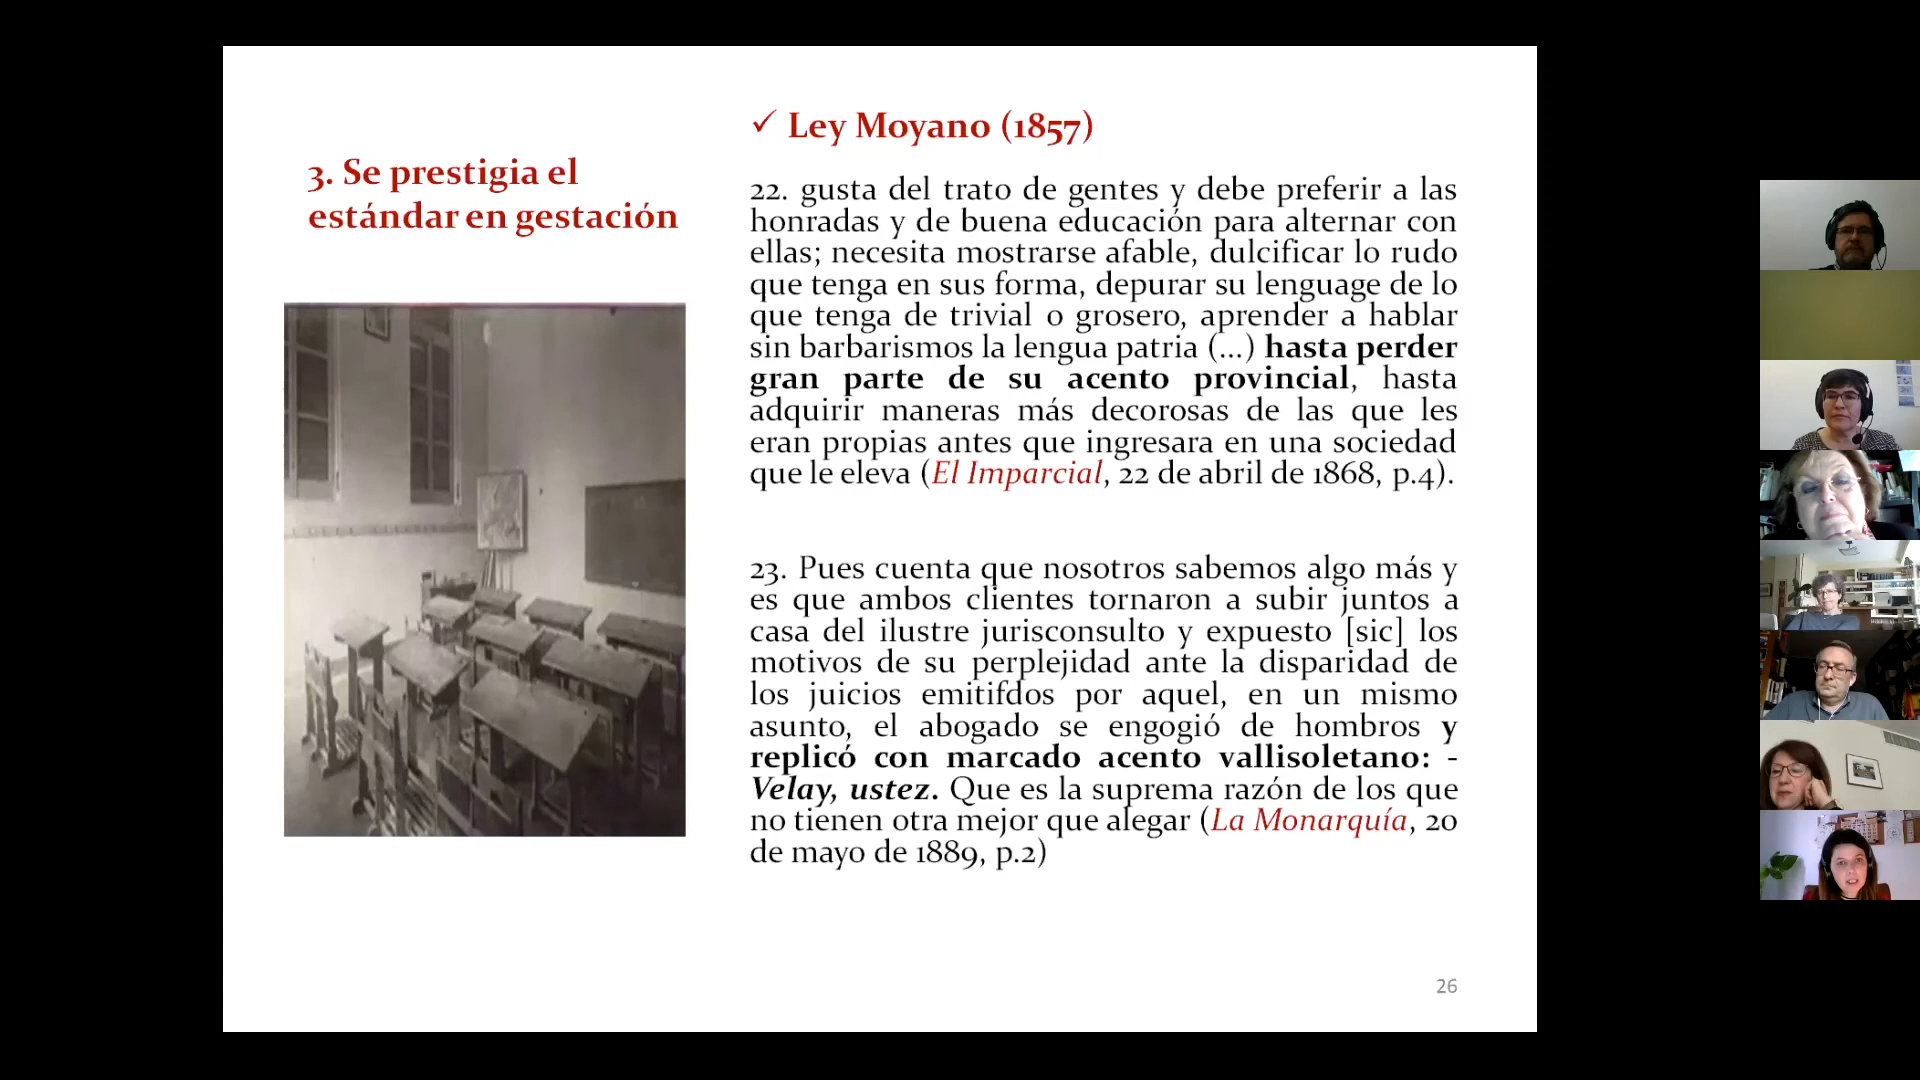 3. Se prestigia el
estándar en gestación
✓ Ley Moyano (1857)
22. gusta del trato de gentes y debe preferir a las
honradas y de buena educación para alternar con
ellas; necesita mostrarse afable, dulcificar lo rudo
que tenga en sus forma, depurar su lenguage de lo
que tenga de trivial o grosero, aprender a hablar
sin barbarismos la lengua patria (...) hasta perder
gran parte de su acento provincial, hasta
adquirir maneras más decorosas de las que les
eran propias antes que ingresara en una sociedad
que le eleva (El Imparcial, 22 de abril de 1868, p.4).
23. Pues cuenta que nosotros sabemos algo más y
es que ambos clientes tornaron a subir juntos a
casa del ilustre jurisconsulto y expuesto [sic] los
motivos de su perplejidad ante la disparidad de
los juicios emitifdos por aquel, en un mismo
asunto, el abogado se engogió de hombros y
replicó con marcado acento vallisoletano: -
Velay, ustez. Que es la suprema razón de los que
no tienen otra mejor que alegar (La Monarquía, 20
de mayo de 1889, p.2)
26